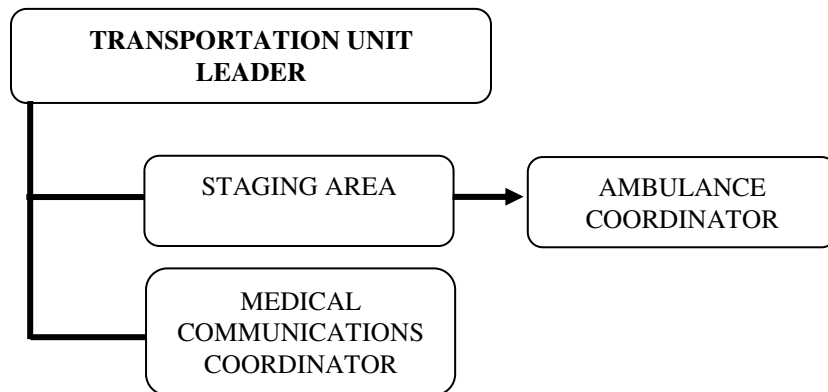 TRANSPORTATION UNIT
LEADER
STAGING AREA
AMBULANCE
COORDINATOR
MEDICAL
COMMUNICATIONS
COORDINATOR